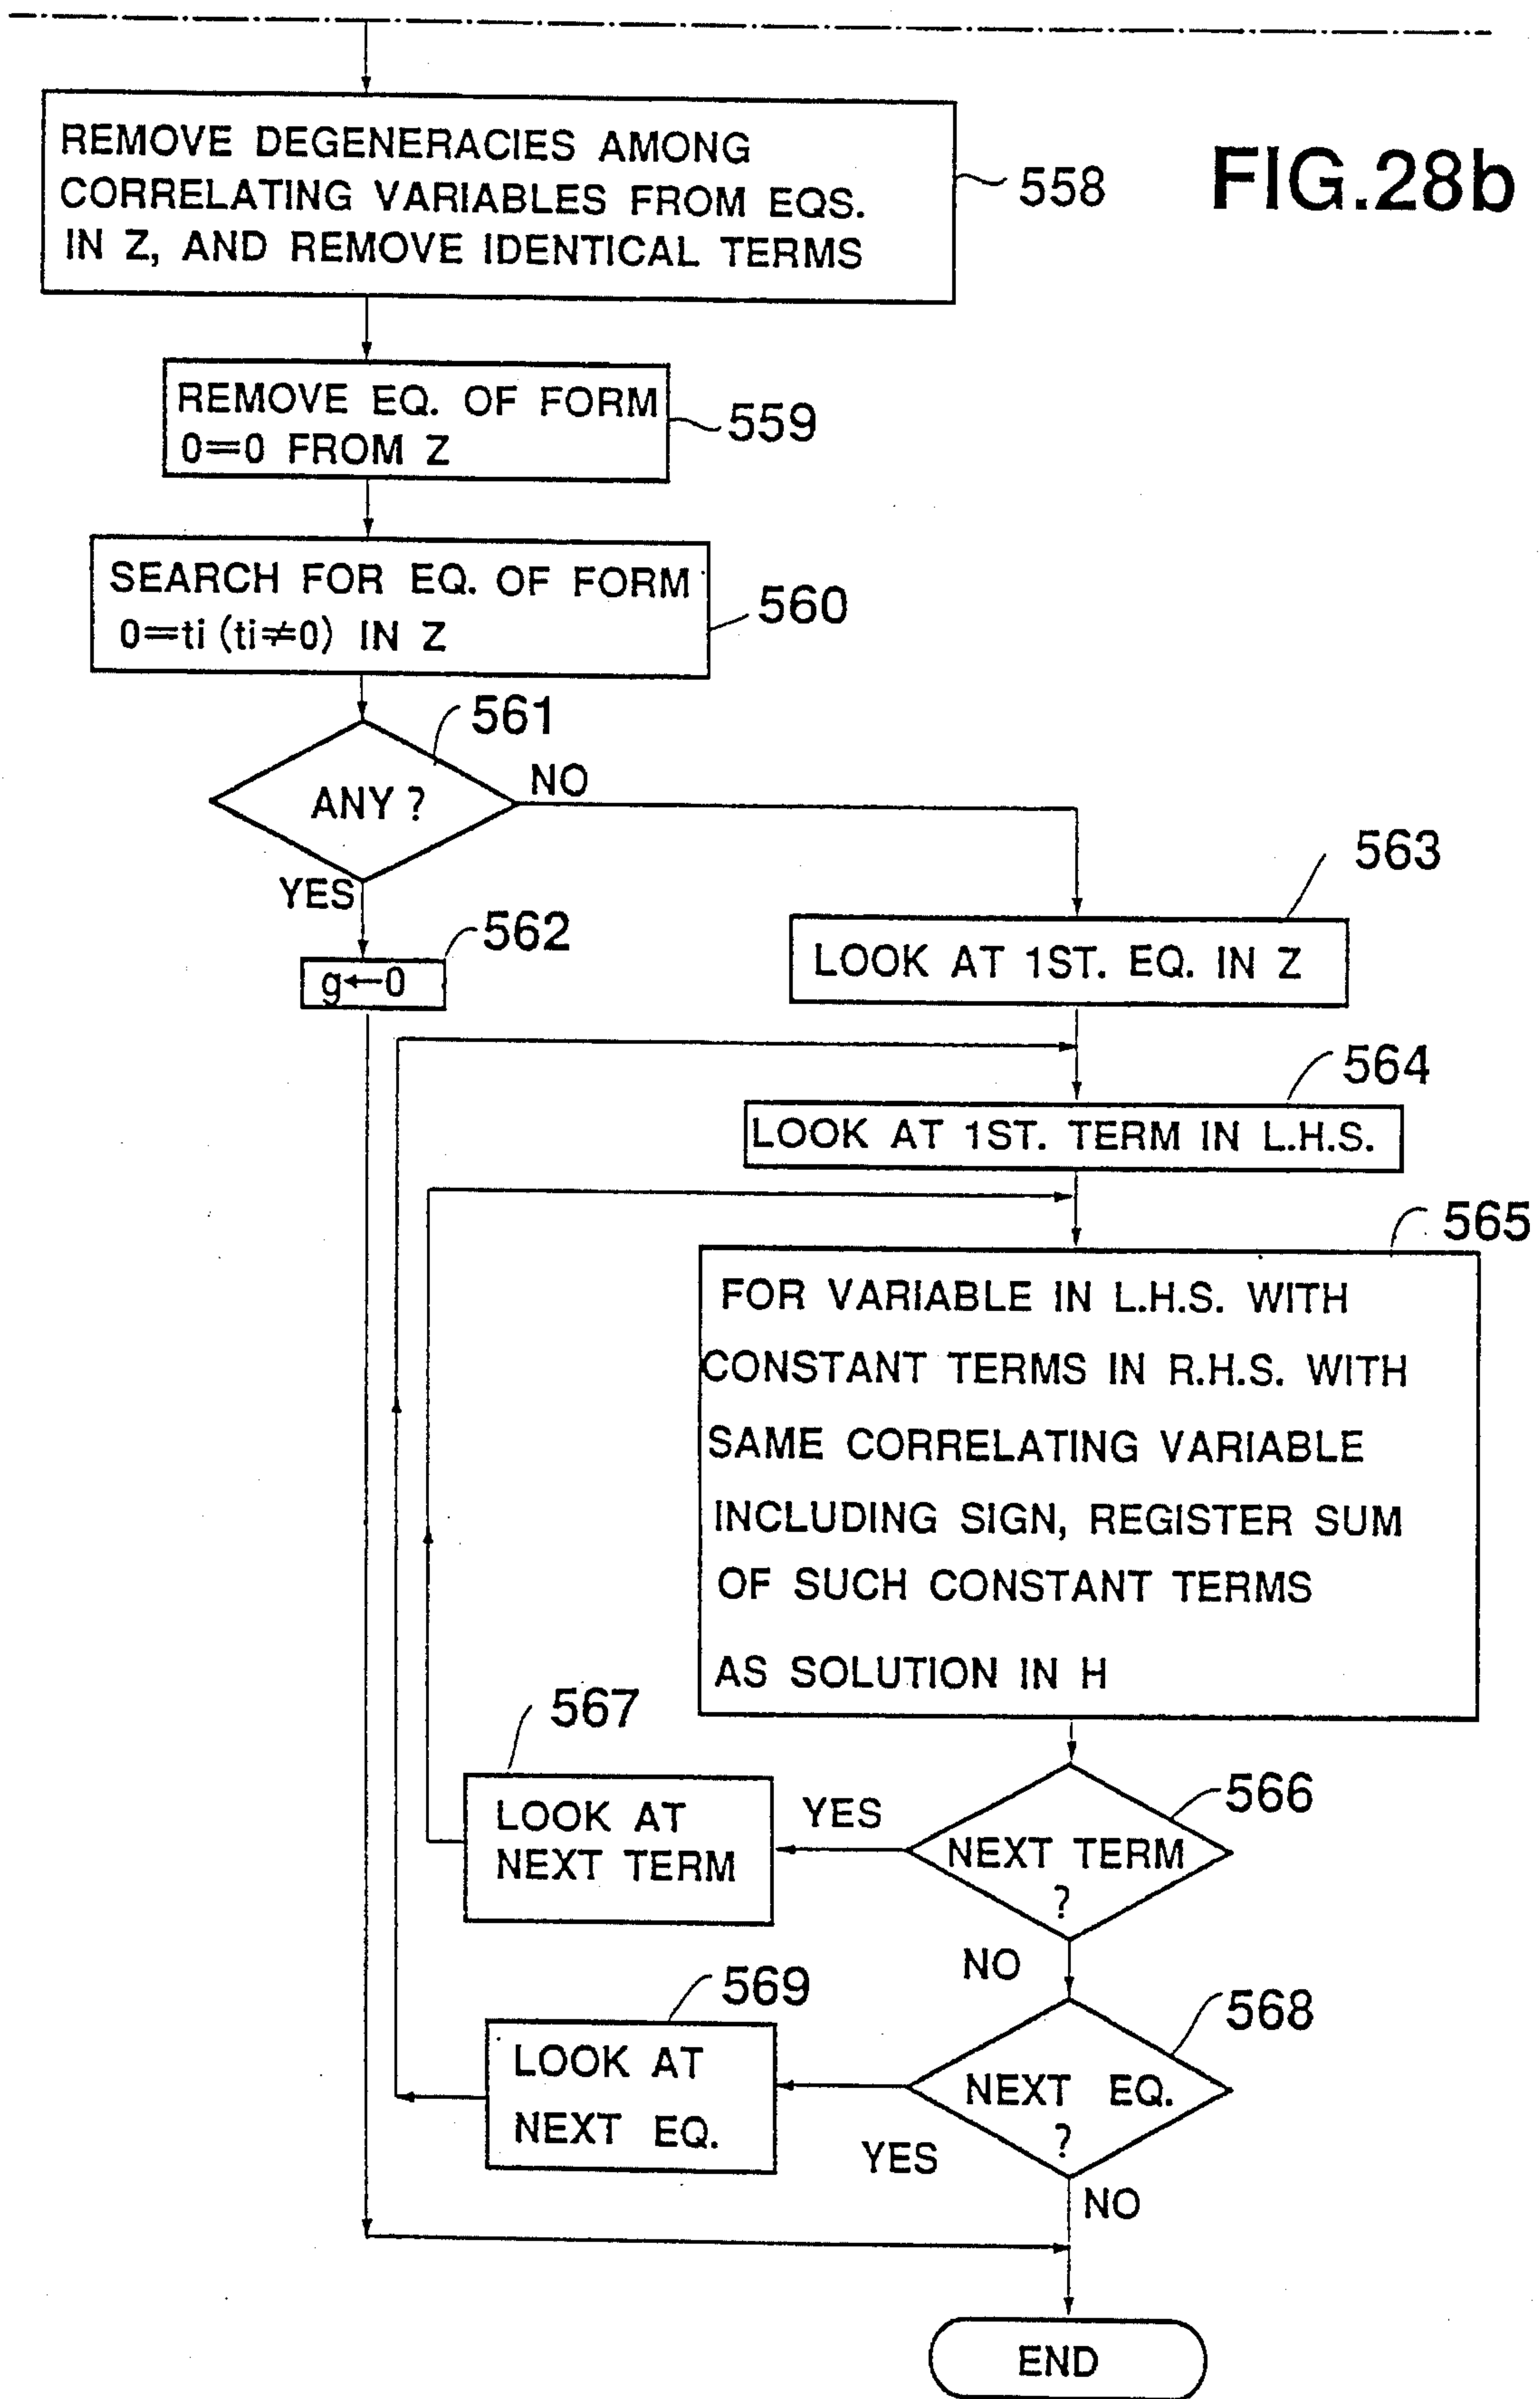 REMOVE DEGENERACIES AMONG
CORRELATING VARIABLES FROM EQS.
IN Z, AND REMOVE IDENTICAL TERMS
558
FIG.28b
REMOVE EQ. OF FORM
0=0 FROM Z
559
SEARCH FOR EQ. OF FORM
0=ti (ti≠0) IN Z
560
561
ANY?
NO
YES
562
g←0
563
LOOK AT 1ST. EQ. IN Z
564
LOOK AT 1ST. TERM IN L.H.S.
565
FOR VARIABLE IN L.H.S. WITH
CONSTANT TERMS IN R.H.S. WITH
SAME CORRELATING VARIABLE
INCLUDING SIGN, REGISTER SUM
OF SUCH CONSTANT TERMS
AS SOLUTION IN H
567
LOOK AT
NEXT TERM
YES
566
NEXT TERM
?
NO
569
LOOK AT
NEXT EQ.
YES
568
NEXT EQ.
?
NO
END